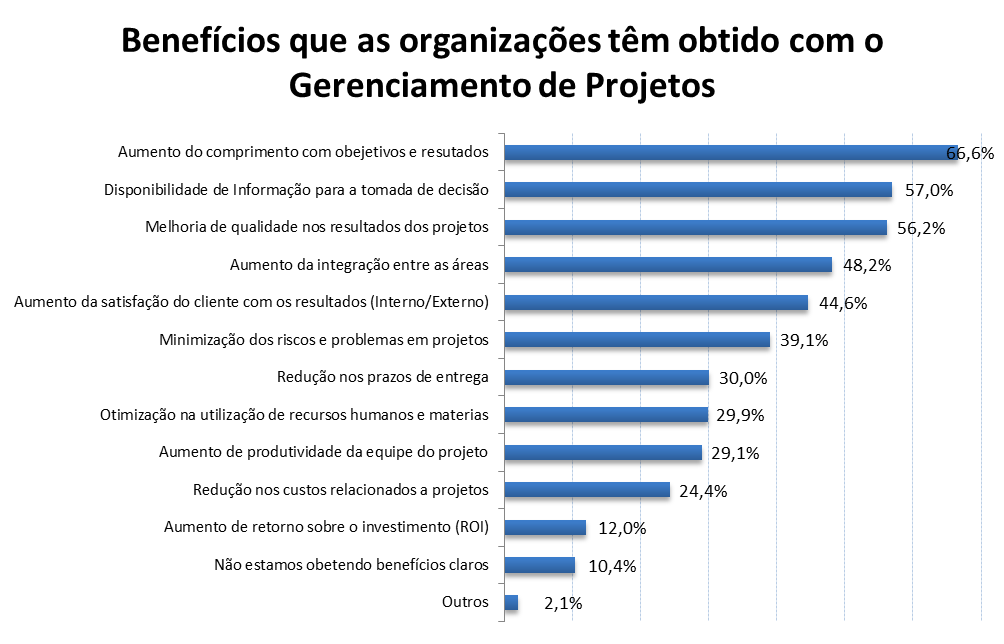 Benefícios que as organizações têm obtido com o
Gerenciamento de Projetos
Aumento do comprimento com obejetivos e resutados 66,6%
Disponibilidade de Informação para a tomada de decisão 57,0%
Melhoria de qualidade nos resultados dos projetos 56,2%
Aumento da integração entre as áreas 48,2%
Aumento da satisfação do cliente com os resultados (Interno/Externo) 44,6%
Minimização dos riscos e problemas em projetos 39,1%
Redução nos prazos de entrega 30,0%
Otimização na utilização de recursos humanos e materias 29,9%
Aumento de produtividade da equipe do projeto 29,1%
Redução nos custos relacionados a projetos 24,4%
Aumento de retorno sobre o investimento (ROI) 12,0%
Não estamos obetendo benefícios claros 10,4%
Outros 2,1%